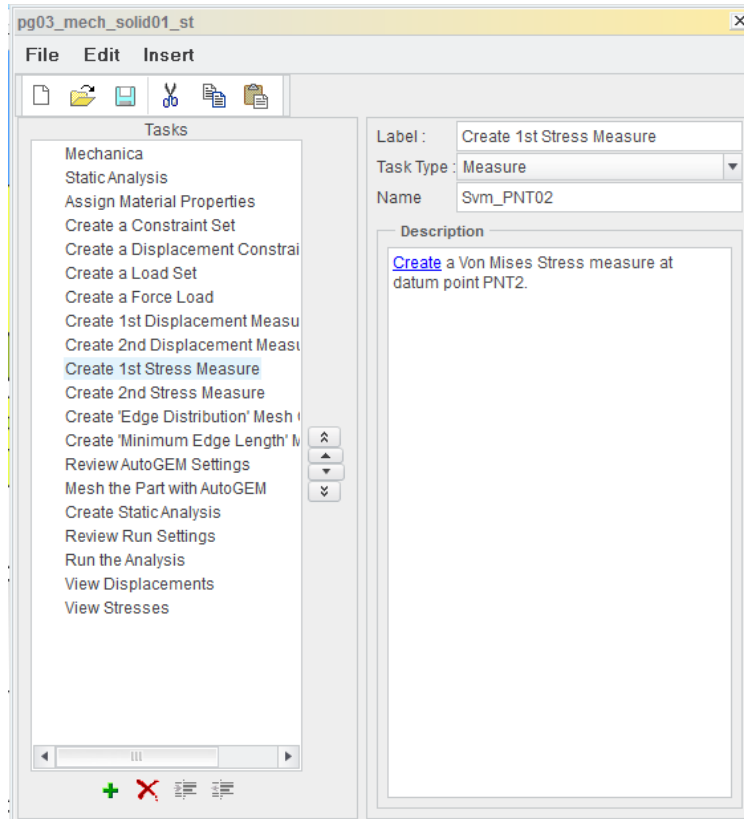 pg03_mech_solid01_st
File Edit Insert
Tasks
Mechanica
Static Analysis
Assign Material Properties
Create a Constraint Set
Create a Displacement Constrai
Create a Load Set
Create a Force Load
Create 1st Displacement Measu
Create 2nd Displacement Measu
Create 1st Stress Measure
Create 2nd Stress Measure
Create 'Edge Distribution' Mesh
Create 'Minimum Edge Length'
Review AutoGEM Settings
Mesh the Part with AutoGEM
Create Static Analysis
Review Run Settings
Run the Analysis
View Displacements
View Stresses
Label : Create 1st Stress Measure
Task Type : Measure
Name Svm_PNT02
Description
Create a Von Mises Stress measure at
datum point PNT2.